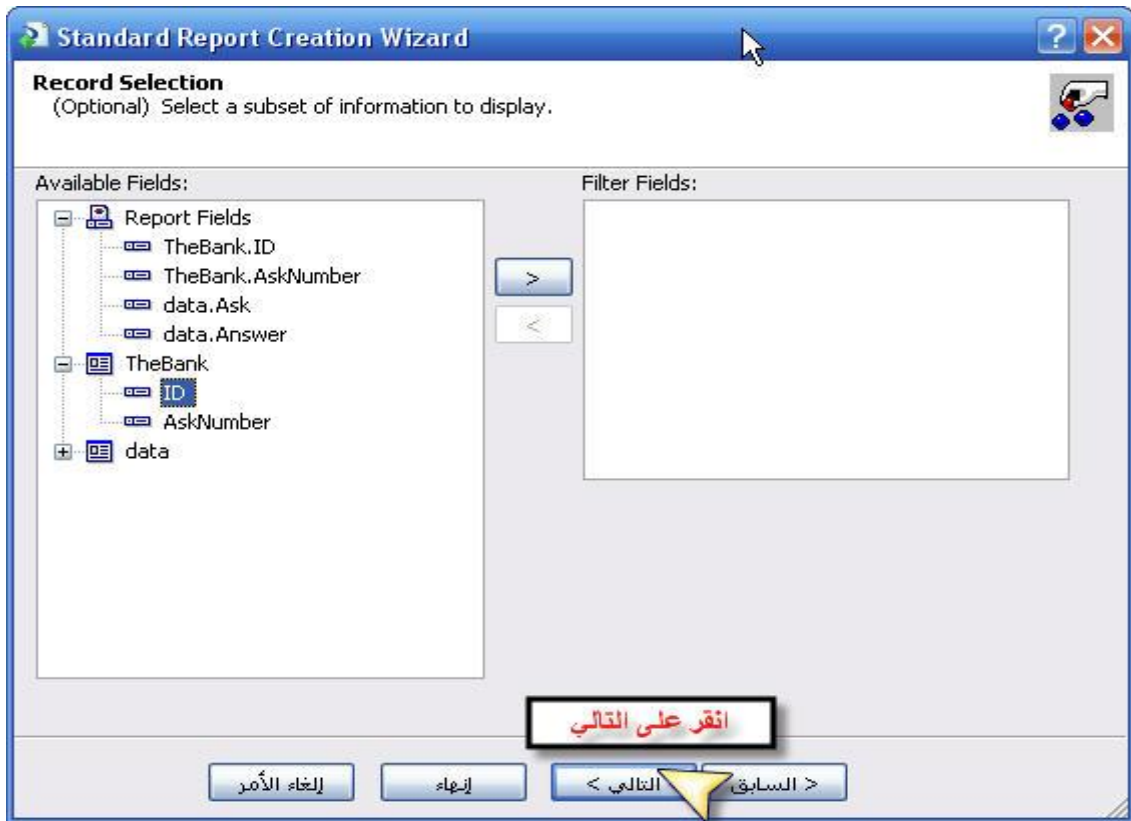 Standard Report Creation Wizard
Record Selection
(Optional) Select a subset of information to display.
Available Fields:
Filter Fields:
Report Fields
TheBank.ID
TheBank.AskNumber
data.Ask
data.Answer
TheBank
ID
AskNumber
data
>
<
انقر على التالي
< السابق
التالي >
إنهاء
إلغاء الأمر